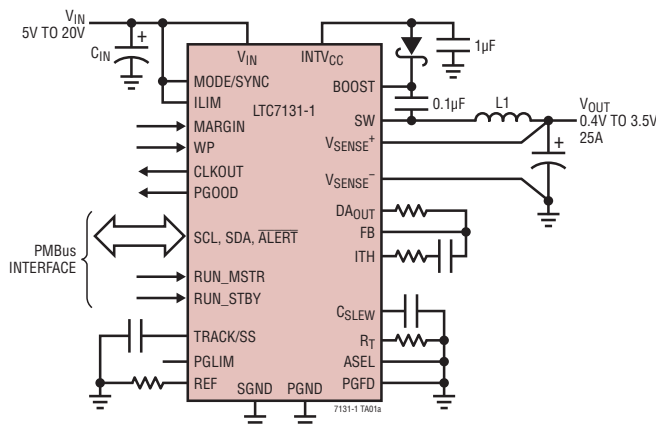 VIN
5V TO 20V
CIN
+
VIN
INTVCC
1µF
MODE/SYNC
ILIM
LTC7131-1
BOOST
0.1µF
SW
L1
VOUT
0.4V TO 3.5V
25A
+
MARGIN
WP
CLKOUT
PGOOD
VSENSE+
VSENSE–
PMBus
INTERFACE
SCL, SDA, ALERT
RUN_MSTR
RUN_STBY
DAOUT
FB
ITH
TRACK/SS
PGLIM
REF
CSLEW
RT
ASEL
PGFD
SGND
PGND
7131-1 TA01a